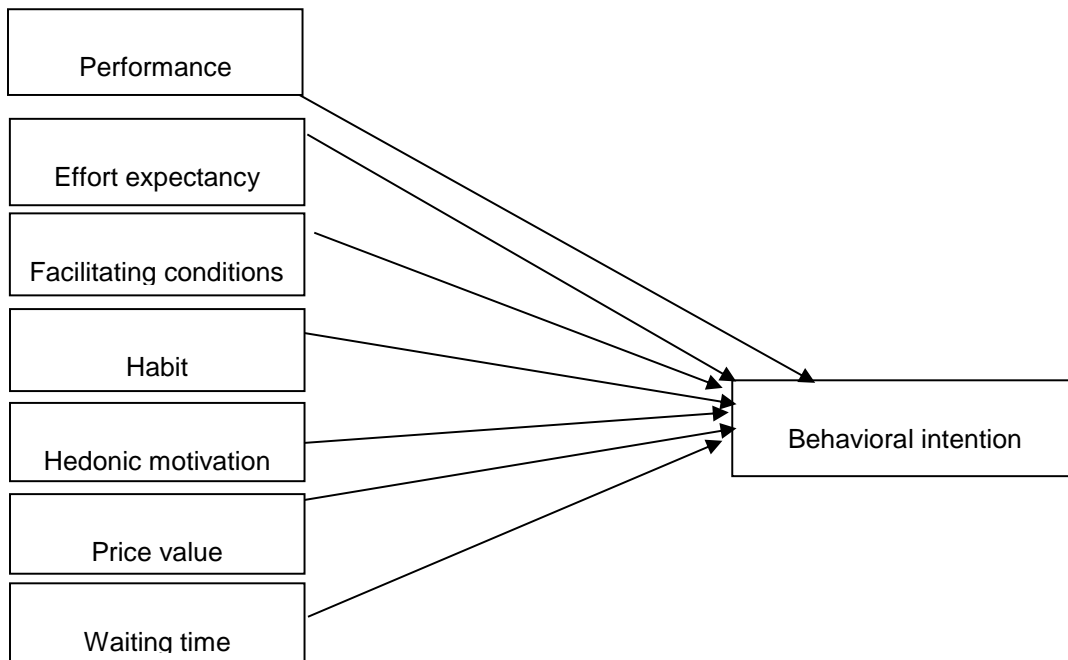 Performance
Effort expectancy
Facilitating conditions
Habit
Hedonic motivation
Price value
Waiting time
Behavioral intention